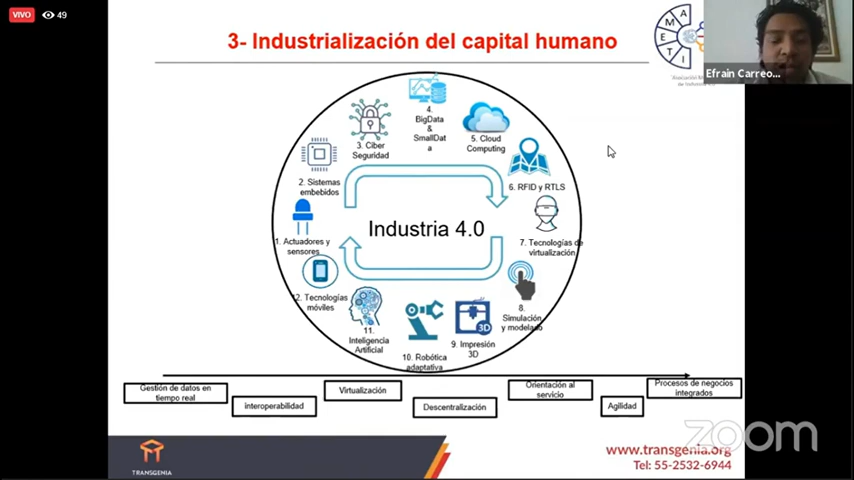 VIVO
49
3- Industrialización del capital humano
A
M
E
T
I
Efrain Carreo...
4.
BigData
&
SmallDat
a
3. Ciber
Seguridad
5. Cloud
Computing
2. Sistemas
embebidos
6. RFID y RTLS
Industria 4.0
1. Actuadores y
sensores
7. Tecnologías de
virtualización
12. Tecnologías
móviles
8.
Simulación
y modelado
11.
Inteligencia
Artificial
3D
9. Impresión
3D
10. Robótica
adaptativa
Gestión de datos en
tiempo real
interoperabilidad
Virtualización
Descentralización
Orientación al
servicio
Agilidad
Procesos de negocios
integrados
zoom
TRANSGENIA
www.transgenia.org
Tel: 55-2532-6944